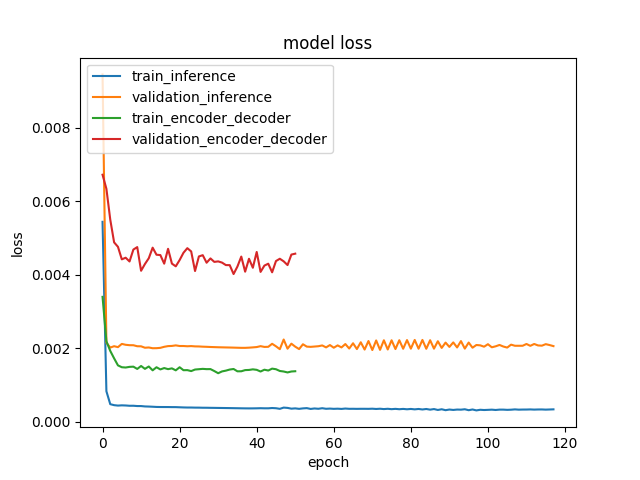 model loss
train_inference
validation_inference
train_encoder_decoder
validation_encoder_decoder
loss
0.008
0.006
0.004
0.002
0.000
0 20 40 60 80 100 120
epoch